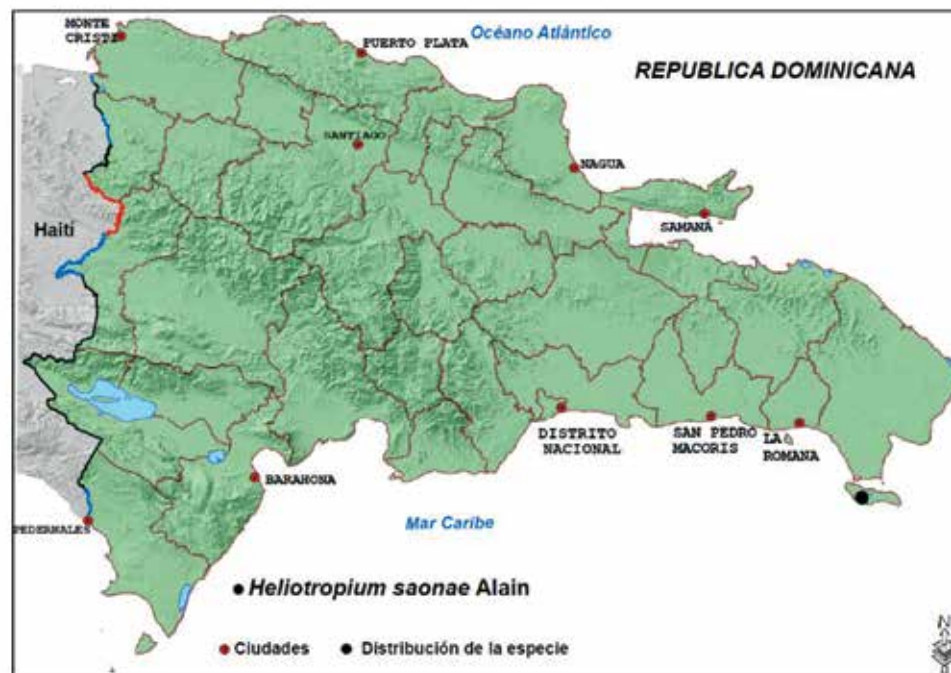 MONTE
CRISTI
Océano Atlántico
PUERTO PLATA
REPUBLICA DOMINICANA
SANTIAGO
NAGUA
Haití
SAMANÁ
DISTRITO
NACIONAL
SAN PEDRO
MACORIS
LA
ROMANA
BARAHONA
PEDERNALES
Mar Caribe
Heliotropium saonae Alain
Ciudades
Distribución de la especie